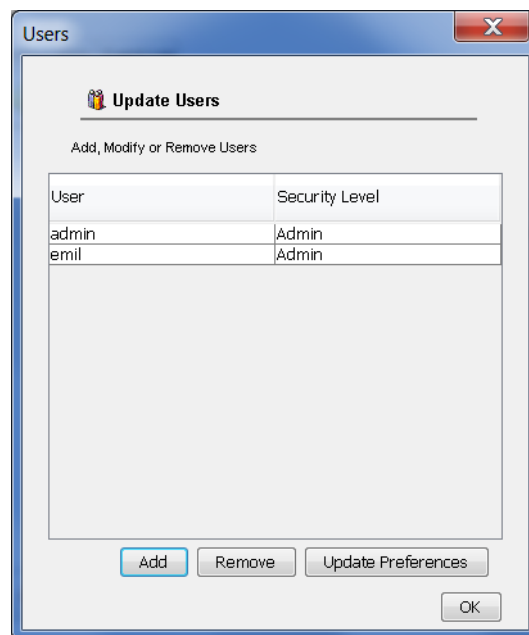 Users
Update Users
Add, Modify or Remove Users
User Security Level
admin Admin
emil Admin
Add Remove Update Preferences
OK